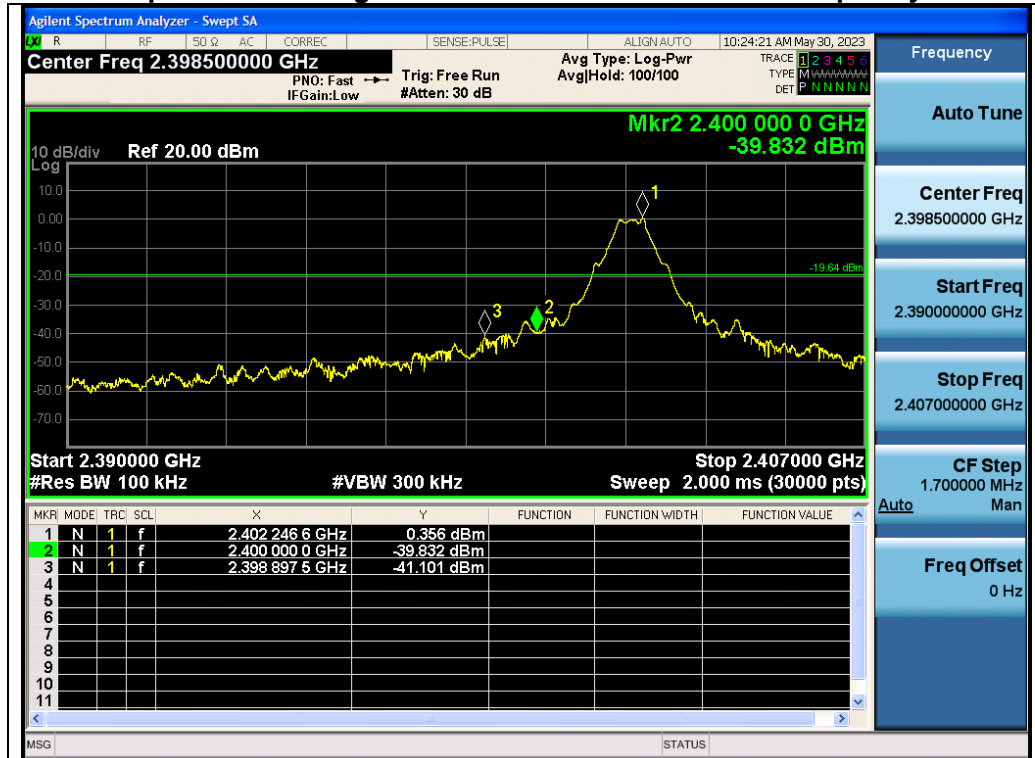 Agilent Spectrum Analyzer - Swept SA
LXI R RF 50 Ω AC CORREC SENSE:PULSE ALIGN AUTO 10:24:21 AM May 30, 2023
Center Freq 2.398500000 GHz
PNO: Fast
IFGain:Low
Trig: Free Run
#Atten: 30 dB
Avg Type: Log-Pwr
Avg|Hold: 100/100
TRACE 1 2 3 4 5 6
TYPE M
DET P N N N N N
Mkr2 2.400 000 0 GHz
-39.832 dBm
10 dB/div Ref 20.00 dBm
Log
10.0
0.00
-10.0
-20.0
-30.0
-40.0
-50.0
-60.0
-70.0
1
2
3
-19.64 dBm
Start 2.390000 GHz Stop 2.407000 GHz
#Res BW 100 kHz #VBW 300 kHz Sweep 2.000 ms (30000 pts)
MKR MODE TRC SCL X Y FUNCTION FUNCTION WIDTH FUNCTION VALUE
1 N 1 f 2.402 246 6 GHz 0.356 dBm
2 N 1 f 2.400 000 0 GHz -39.832 dBm
3 N 1 f 2.398 897 5 GHz -41.101 dBm
4
5
6
7
8
9
10
11
MSG STATUS
Frequency
Auto Tune
Center Freq
2.398500000 GHz
Start Freq
2.390000000 GHz
Stop Freq
2.407000000 GHz
CF Step
1.700000 MHz
Auto Man
Freq Offset
0 Hz